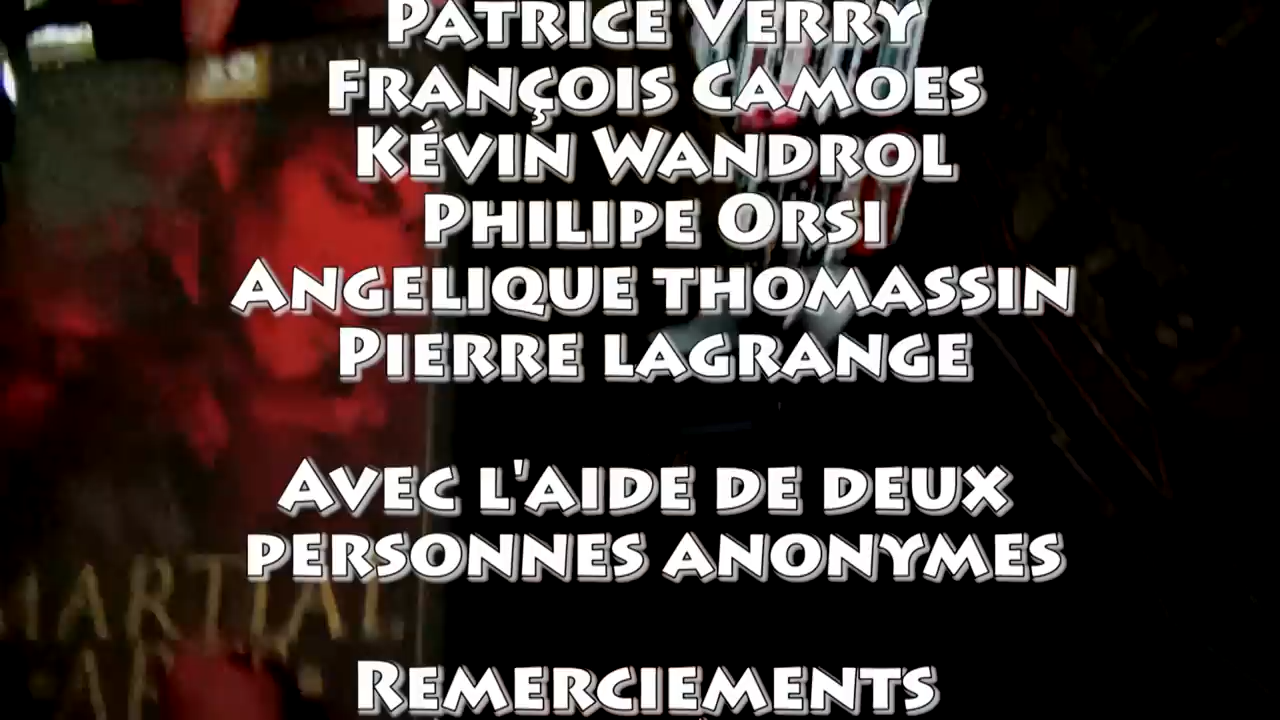 Patrice Verry
François Camoes
Kévin Wandrol
Philipe Orsi
Angelique thomassin
Pierre lagrange
Avec l'aide de deux
personnes anonymes
MARTIAL
Remerciements